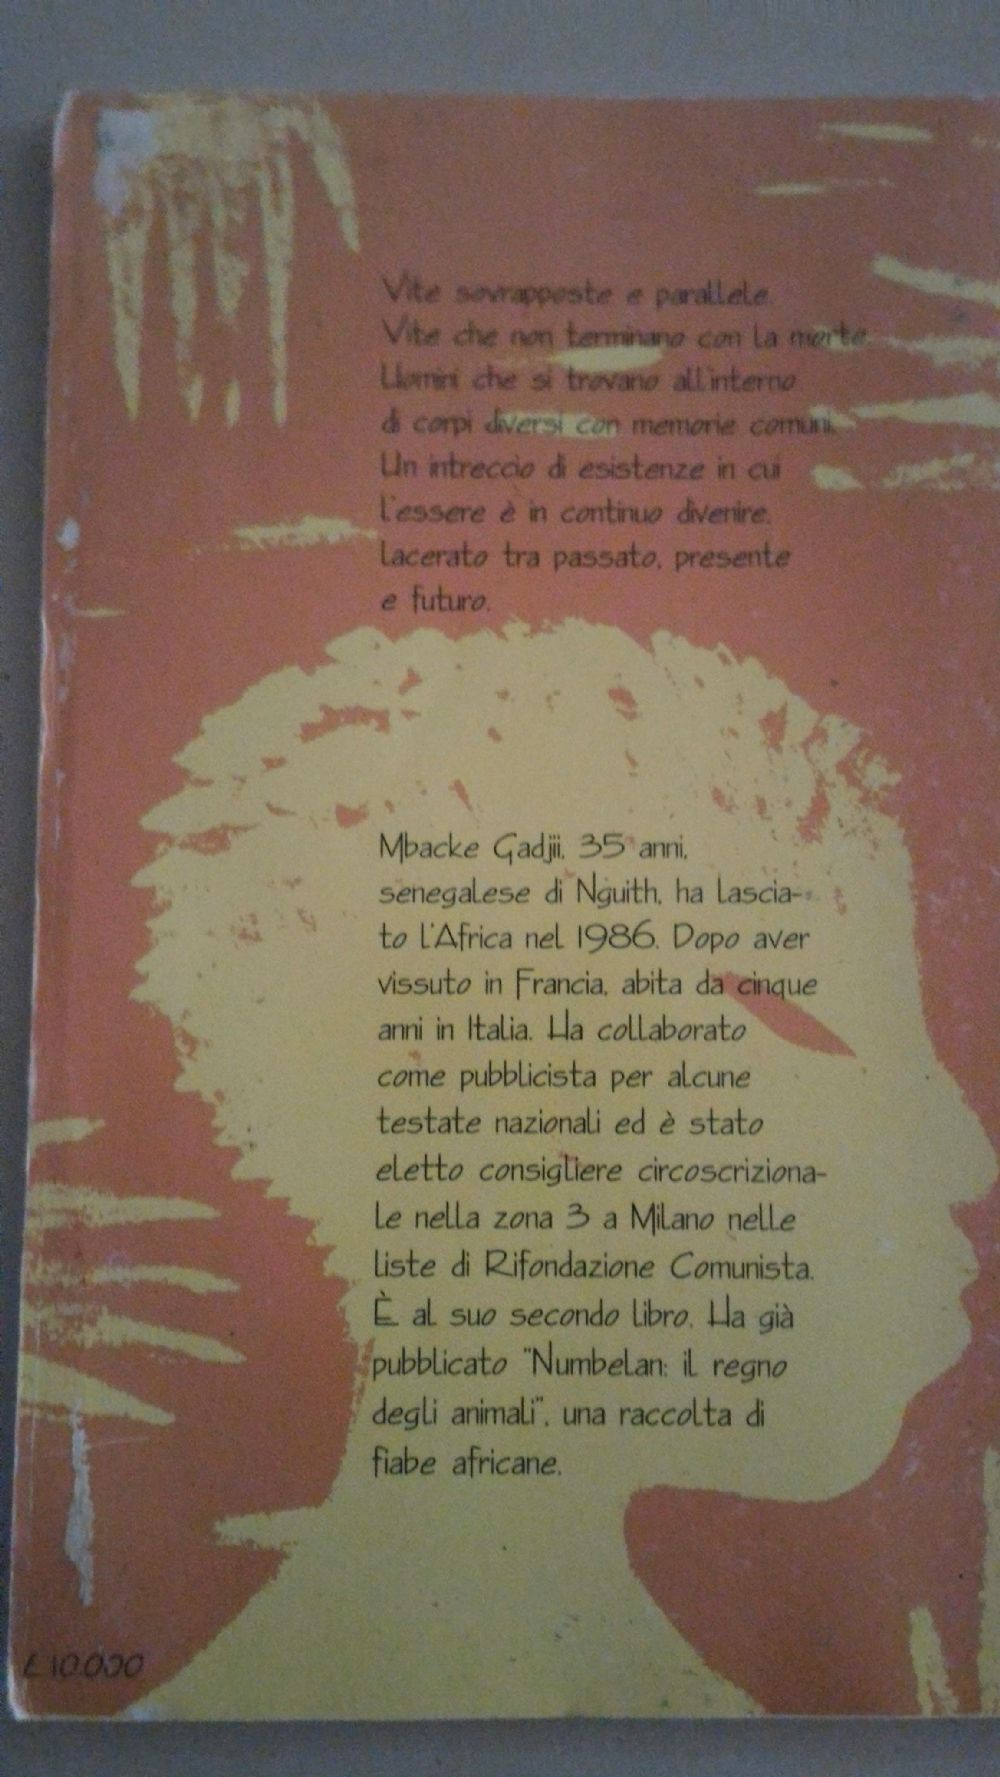 Vite sovrapposte e parallele.
Vite che non terminano con la morte.
Uomini che si trovano all'interno
di corpi diversi con memorie comuni.
Un intreccio di esistenze in cui
l'essere è in continuo divenire,
lacerato tra passato, presente
e futuro.
Mbacke Gadjii, 35 anni,
senegalese di Nguith, ha lascia-
to l'Africa nel 1986. Dopo aver
vissuto in Francia, abita da cinque
anni in Italia. Ha collaborato
come pubblicista per alcune
testate nazionali ed è stato
eletto consigliere circoscriziona-
le nella zona 3 a Milano nelle
liste di Rifondazione Comunista.
È al suo secondo libro. Ha già
pubblicato "Numbelan: il regno
degli animali", una raccolta di
fiabe africane.
£ 10.000